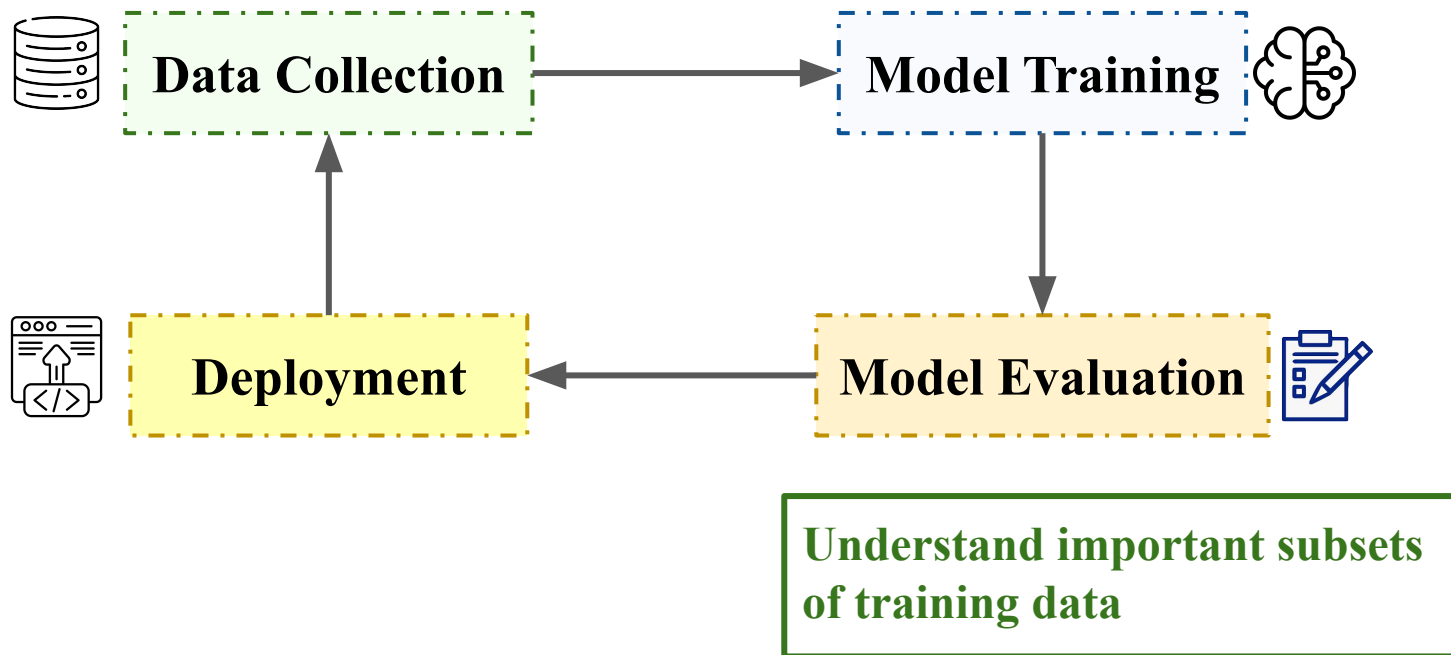 Data Collection
Model Training
Deployment
</>
Model Evaluation
Understand important subsets
of training data